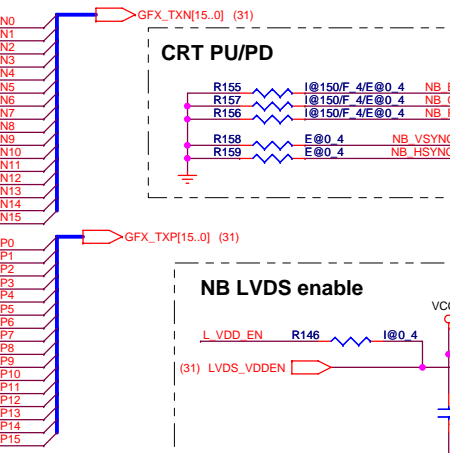 N0
N1
N2
N3
N4
N5
N6
N7
N8
N9
N10
N11
N12
N13
N14
N15
GFX_TXN[15..0] (31)
CRT PU/PD
R155 I@150/F_4/E@0_4
R157 I@150/F_4/E@0_4
R156 I@150/F_4/E@0_4
R158 E@0_4 NB_VSYNC
R159 E@0_4 NB_HSYNC
P0
P1
P2
P3
P4
P5
P6
P7
P8
P9
P10
P11
P12
P13
P14
P15
GFX_TXP[15..0] (31)
NB LVDS enable
VCC
L_VDD_EN R146 I@0_4
(31) LVDS_VDDEN